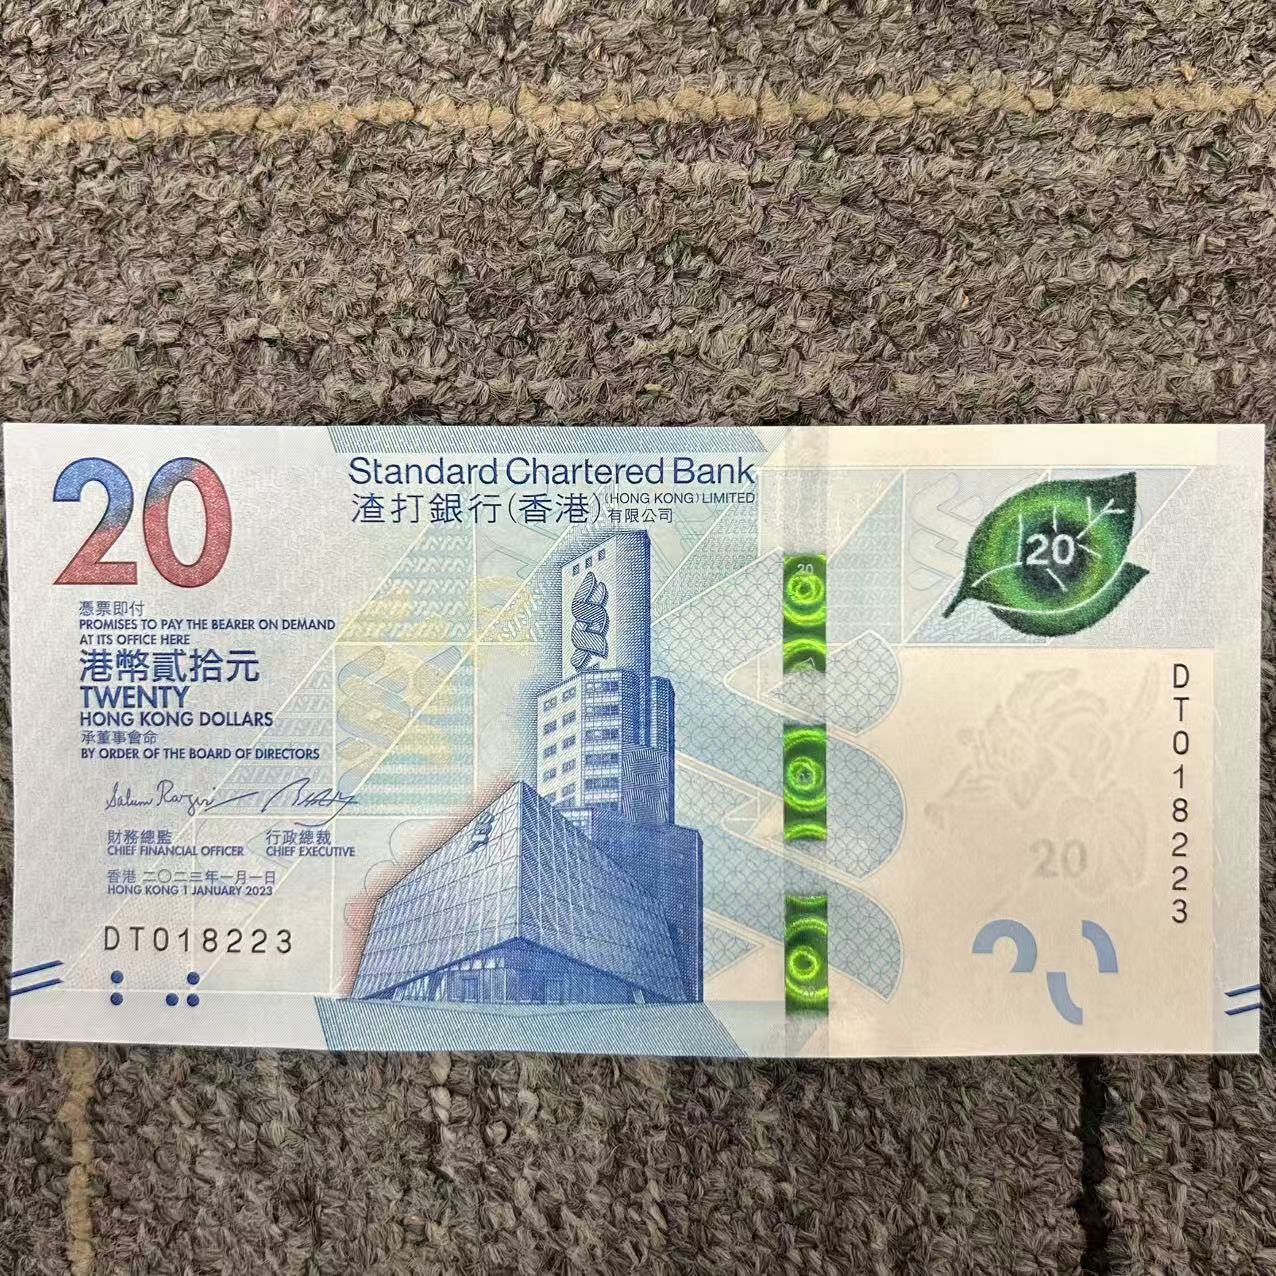 20
Standard Chartered Bank
渣打銀行(香港)(HONG KONG) LIMITED
有限公司
20
20
憑票即付
PROMISES TO PAY THE BEARER ON DEMAND
AT ITS OFFICE HERE
港幣貳拾元
TWENTY
HONG KONG DOLLARS
承董事會命
BY ORDER OF THE BOARD OF DIRECTORS
財務總監 行政總裁
CHIEF FINANCIAL OFFICER CHIEF EXECUTIVE
香港 二〇二三年一月一日
HONG KONG 1 JANUARY 2023
DT018223
DT018223
20